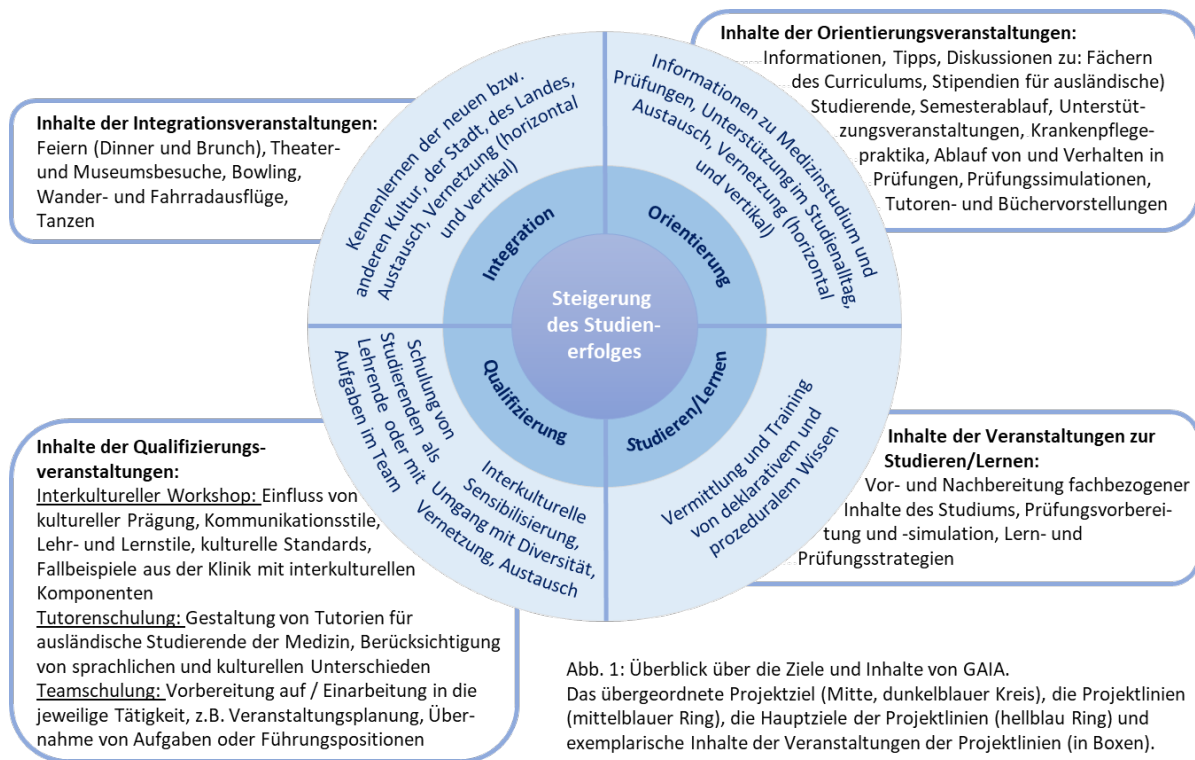 Inhalte der Integrationsveranstaltungen:
Feiern (Dinner und Brunch), Theater-
und Museumsbesuche, Bowling,
Wander- und Fahrradausflüge,
Tanzen
Kennenlernen der neuen bzw.
anderen Kultur, der Stadt, des Landes,
Austausch, Vernetzung (horizontal
und vertikal)
Integration
Informationen zu Medizinstudium und
Prüfungen, Unterstützung im Studienalltag,
Austausch, Vernetzung (horizontal
und vertikal)
Orientierung
Inhalte der Orientierungsveranstaltungen:
Informationen, Tipps, Diskussionen zu: Fächern
des Curriculums, Stipendien für ausländische)
Studierende, Semesterablauf, Unterstüt-
zungsveranstaltungen, Krankenpflege-
praktika, Ablauf von und Verhalten in
Prüfungen, Prüfungssimulationen,
Tutoren- und Büchervorstellungen
Steigerung
des Studien-
erfolges
Qualifizierung
Schulung von
Studierenden als
Lehrende oder mit
Aufgaben im Team
Interkulturelle
Sensibilisierung,
Umgang mit Diversität,
Vernetzung, Austausch
Studieren/Lernen
Vermittlung und Training
von deklarativem und
prozeduralem Wissen
Inhalte der Qualifizierungs-
veranstaltungen:
Interkultureller Workshop: Einfluss von
kultureller Prägung, Kommunikationsstile,
Lehr- und Lernstile, kulturelle Standards,
Fallbeispiele aus der Klinik mit interkulturellen
Komponenten
Tutorenschulung: Gestaltung von Tutorien für
ausländische Studierende der Medizin, Berücksichtigung
von sprachlichen und kulturellen Unterschieden
Teamschulung: Vorbereitung auf / Einarbeitung in die
jeweilige Tätigkeit, z.B. Veranstaltungsplanung, Über-
nahme von Aufgaben oder Führungspositionen
Inhalte der Veranstaltungen zur
Studieren/Lernen:
Vor- und Nachbereitung fachbezogener
Inhalte des Studiums, Prüfungsvorberei-
tung und -simulation, Lern- und
Prüfungsstrategien
Abb. 1: Überblick über die Ziele und Inhalte von GAIA.
Das übergeordnete Projektziel (Mitte, dunkelblauer Kreis), die Projektlinien
(mittelblauer Ring), die Hauptziele der Projektlinien (hellblau Ring) und
exemplarische Inhalte der Veranstaltungen der Projektlinien (in Boxen).